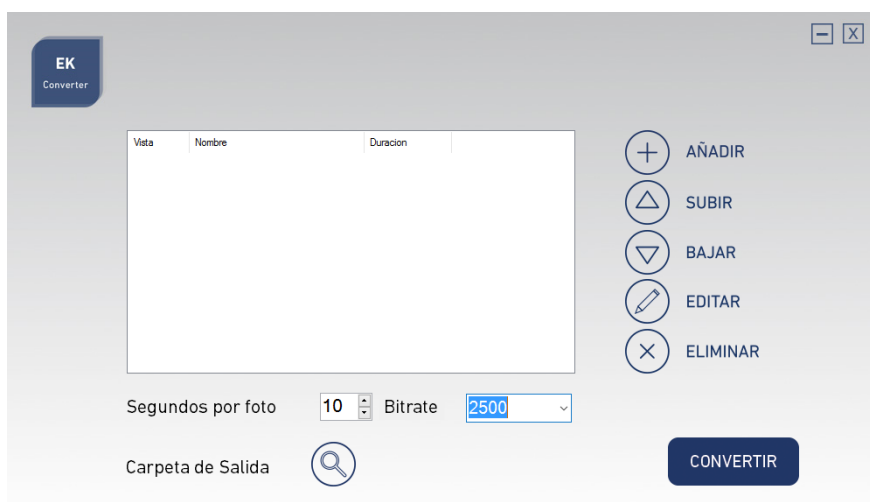 X
EK
Converter
Vista Nombre Duracion
AÑADIR
SUBIR
BAJAR
EDITAR
ELIMINAR
Segundos por foto 10 Bitrate 2500
Carpeta de Salida
CONVERTIR